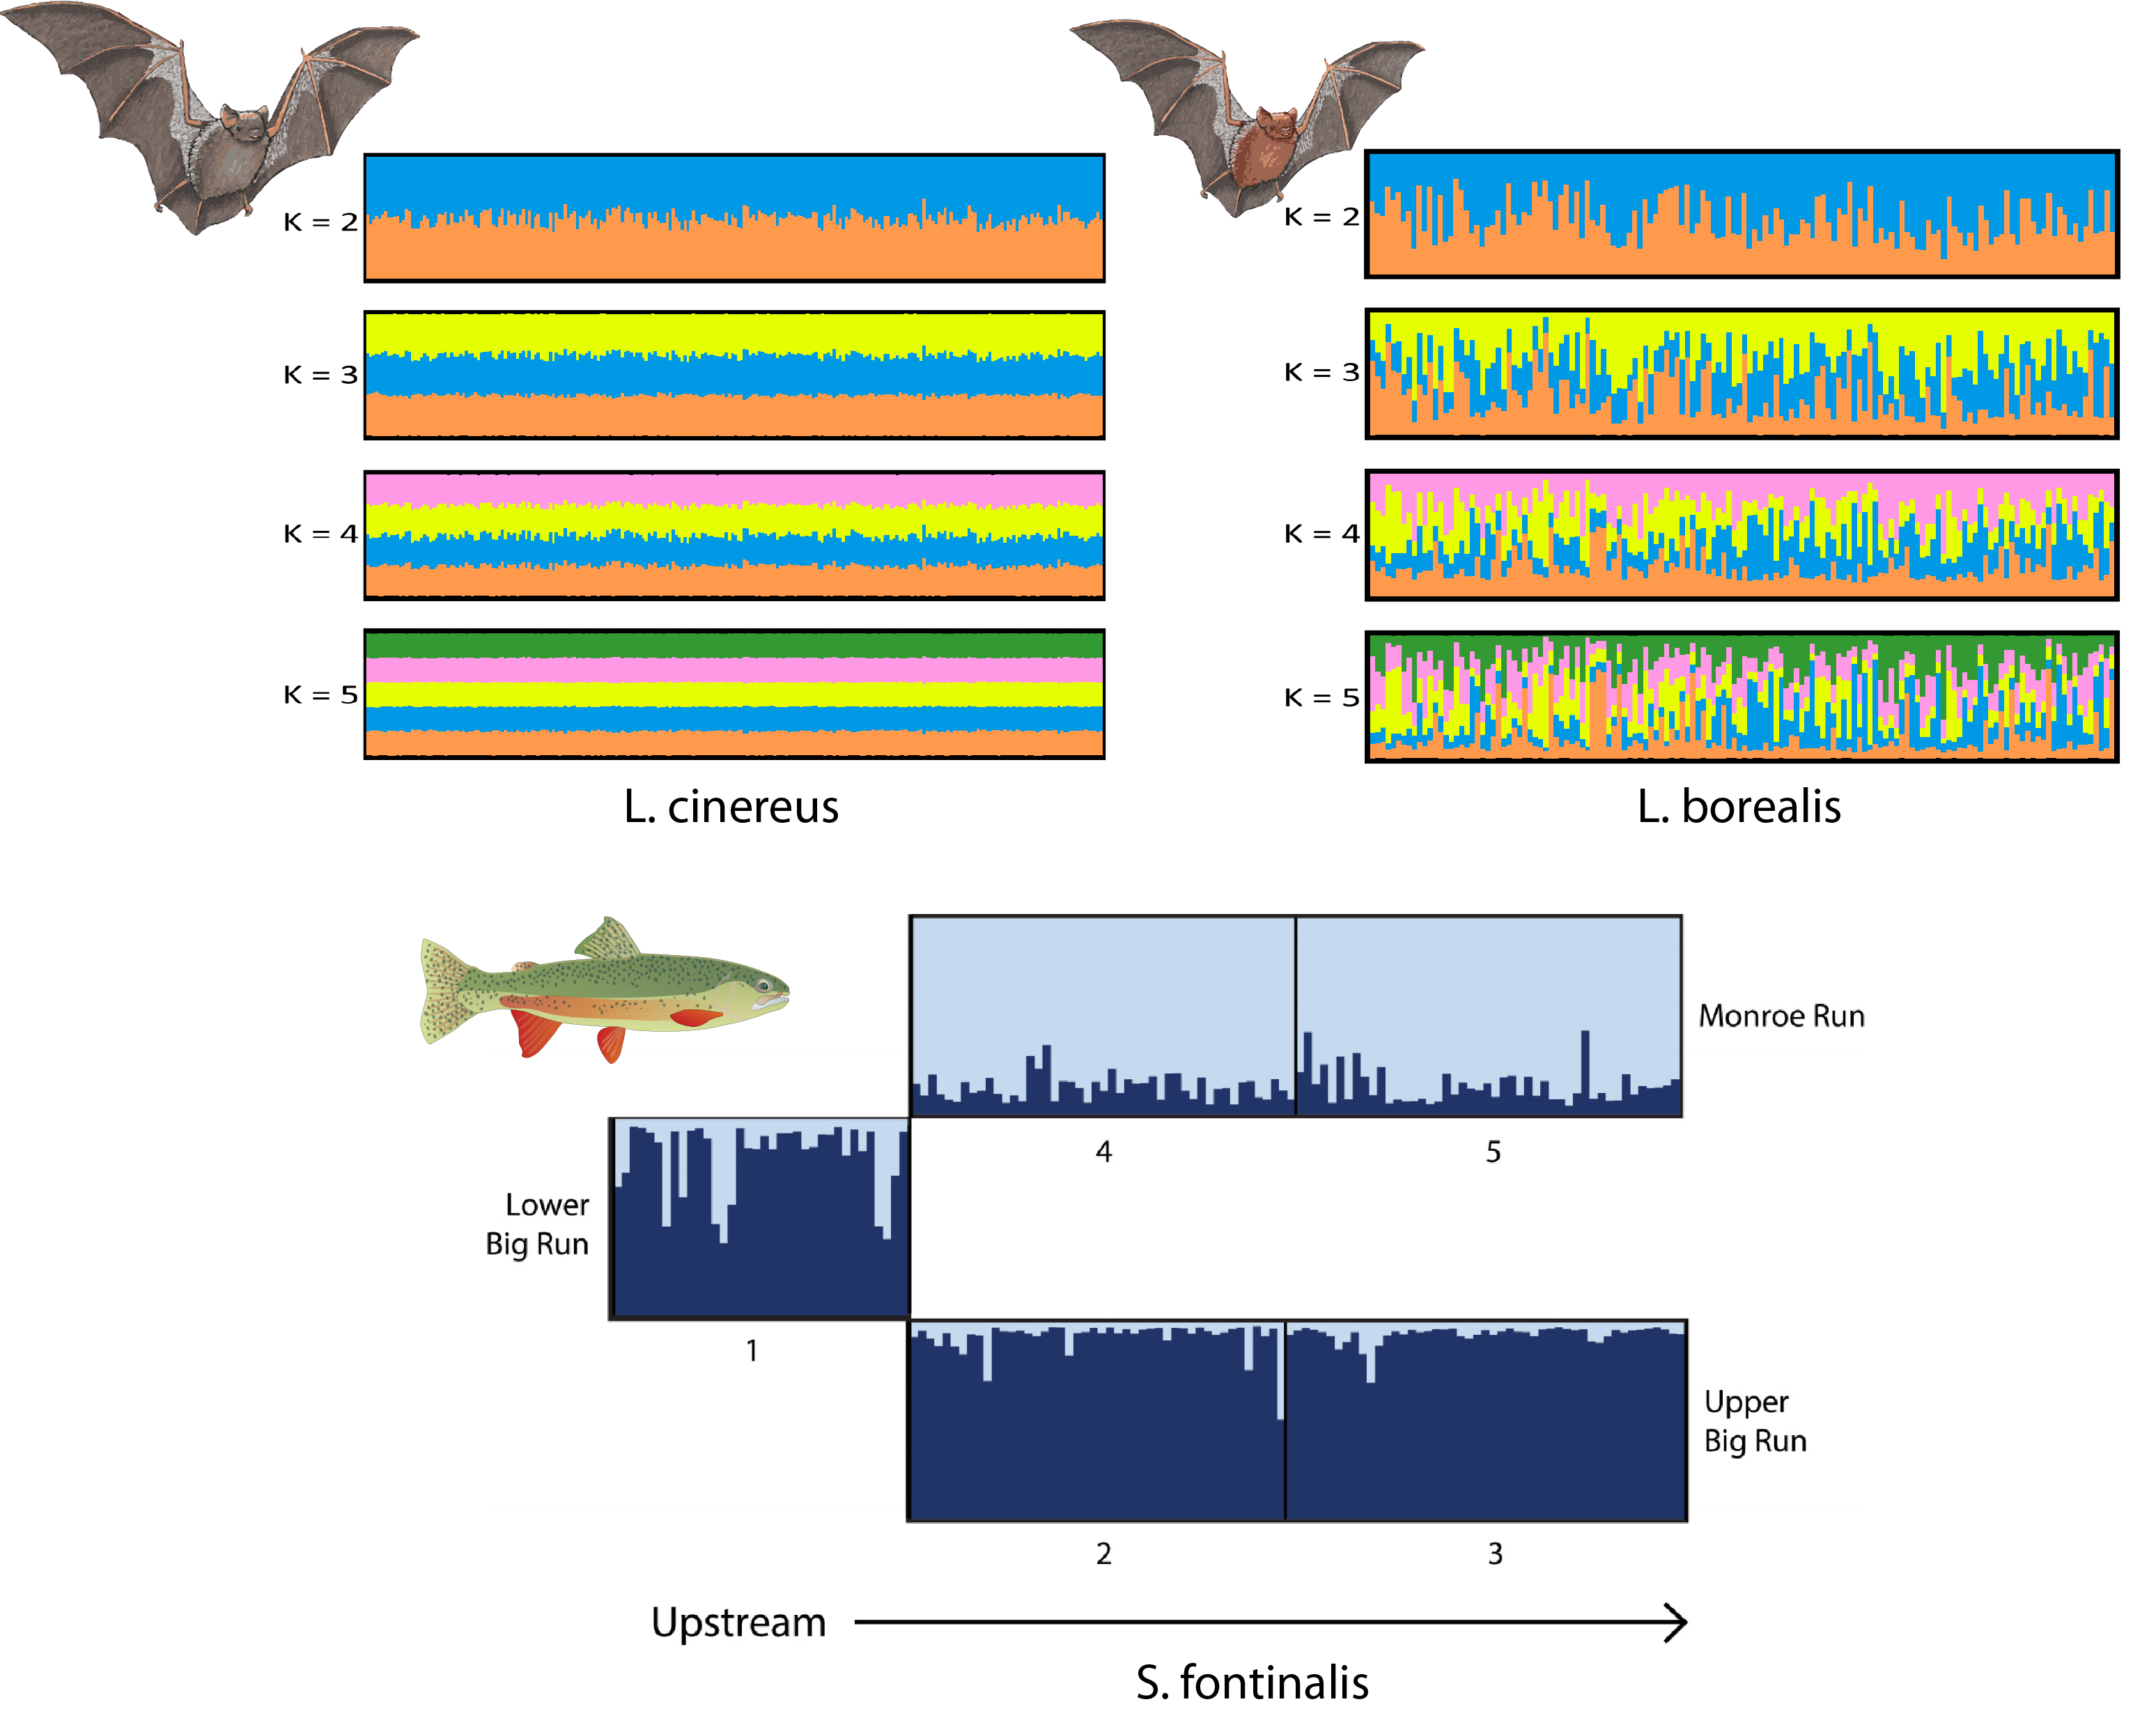 K = 2
K = 3
K = 4
K = 5
L. cinereus
K = 2
K = 3
K = 4
K = 5
L. borealis
Monroe Run
4
5
Lower
Big Run
1
Upper
Big Run
2
3
Upstream
S. fontinalis